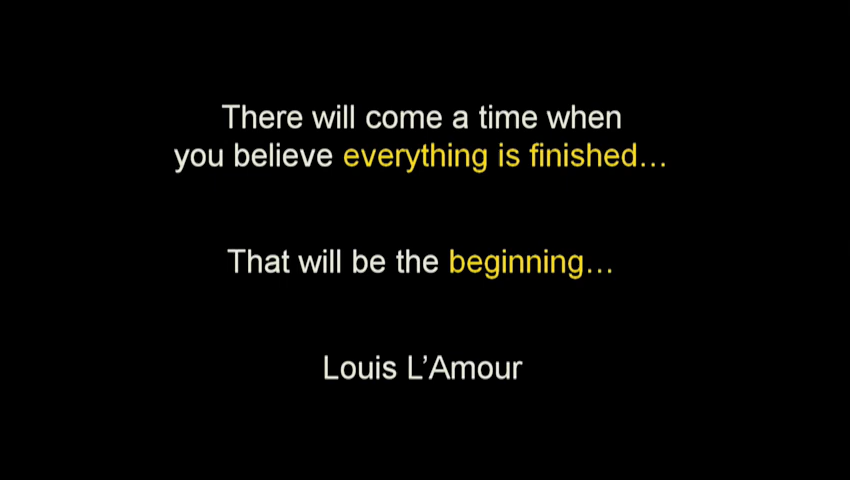 There will come a time when
you believe everything is finished…
That will be the beginning…
Louis L’Amour